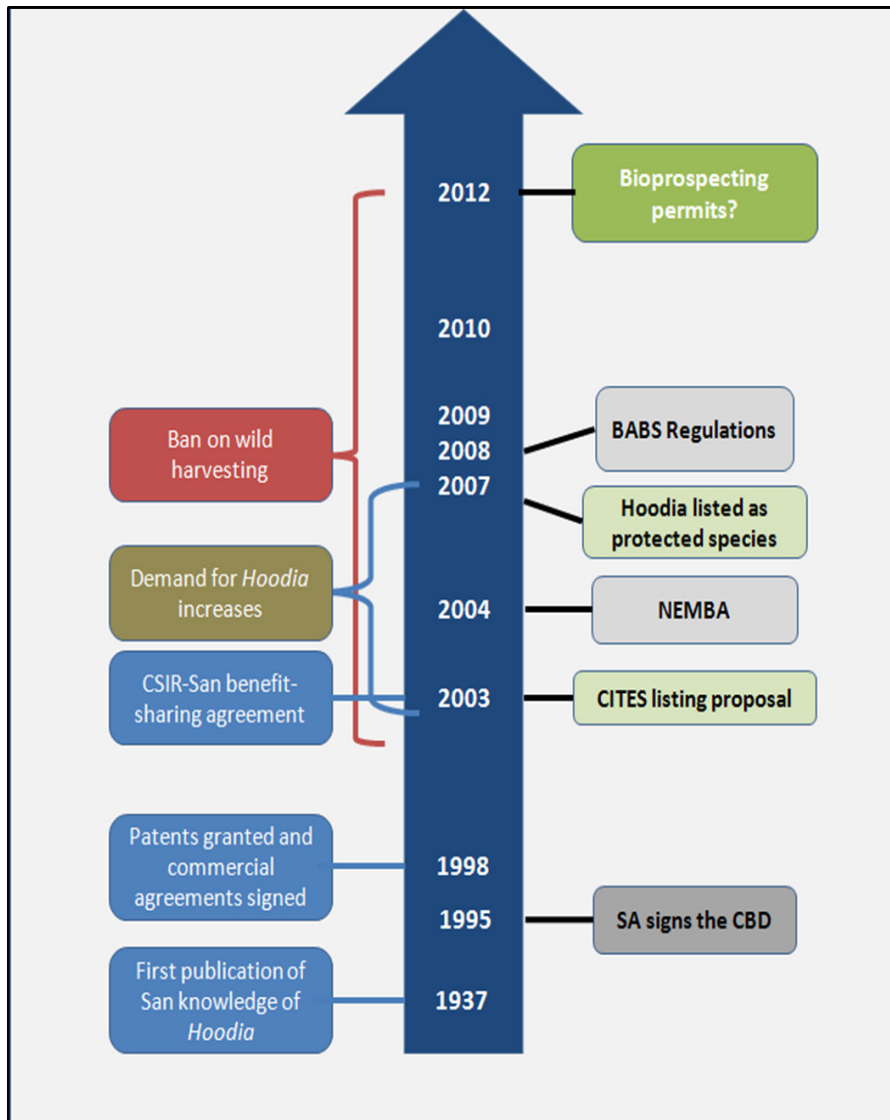 2012
Bioprospecting
permits?
2010
2009
2008
2007
BABS Regulations
Ban on wild
harvesting
Hoodia listed as
protected species
Demand for Hoodia
increases
2004
NEMBA
CSIR-San benefit-
sharing agreement
2003
CITES listing proposal
Patents granted and
commercial
agreements signed
1998
1995
SA signs the CBD
First publication of
San knowledge of
Hoodia
1937